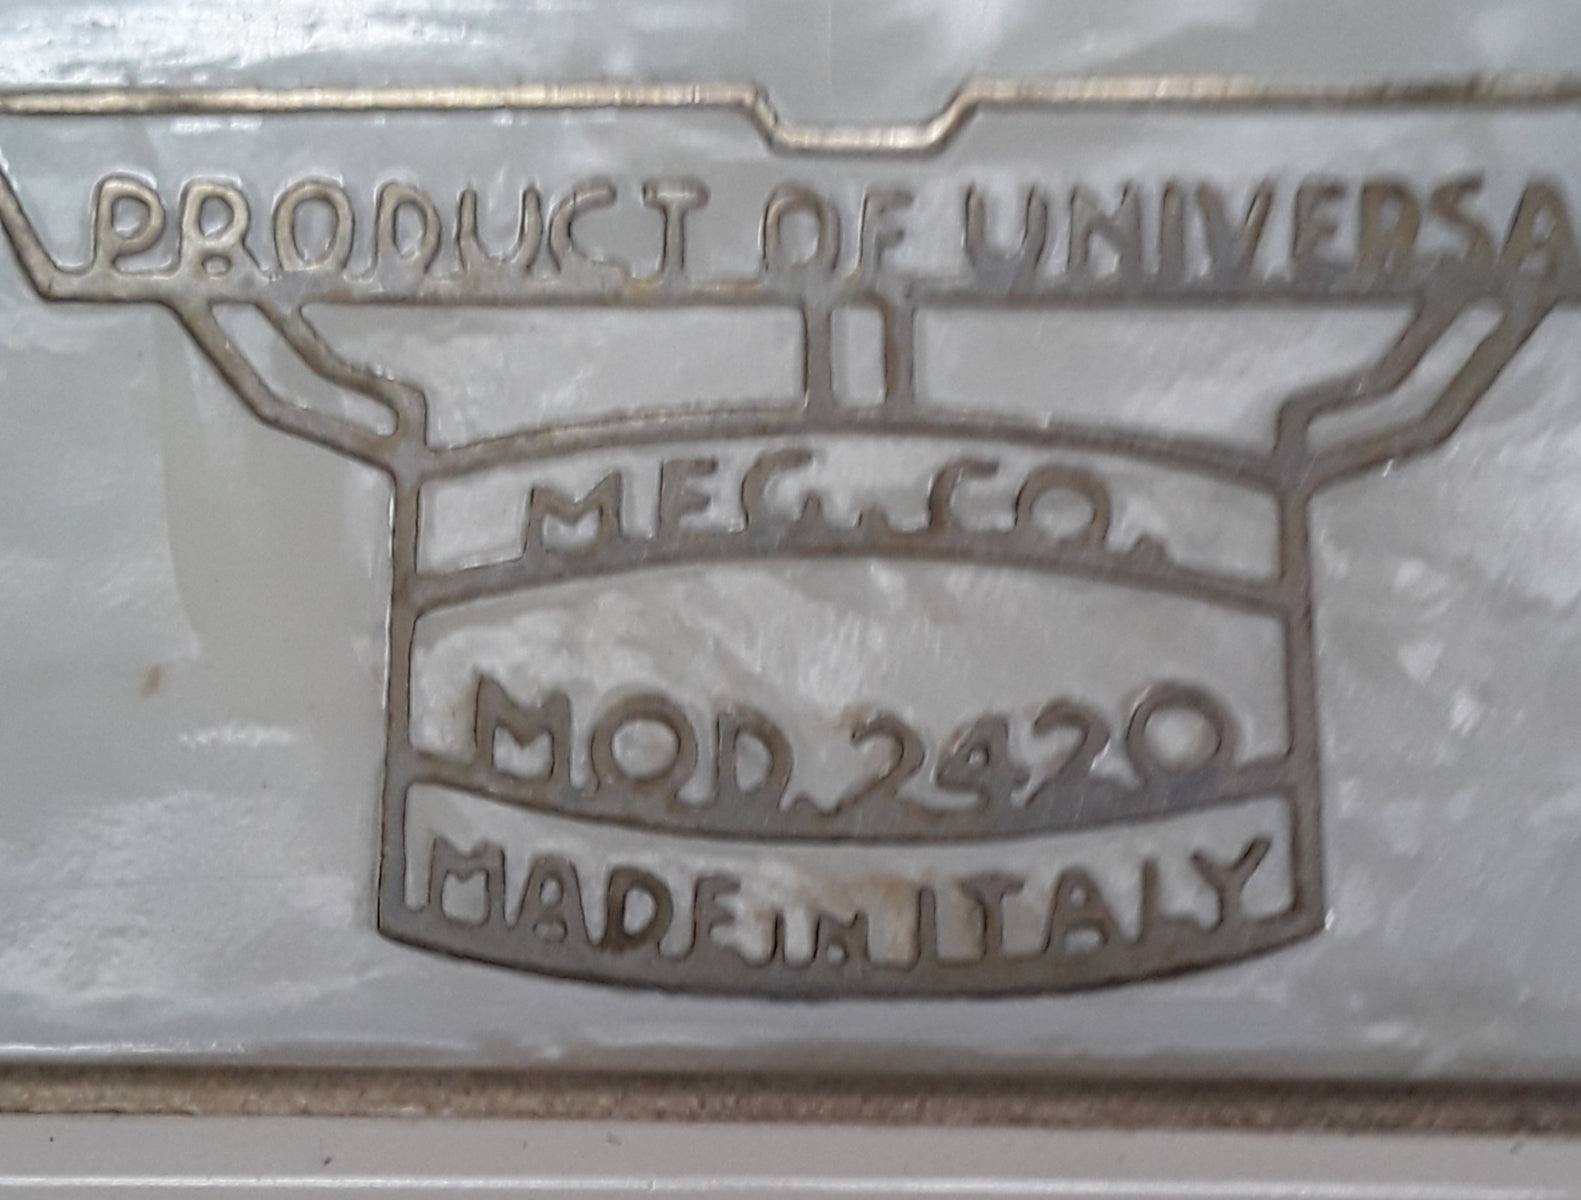 PRODUCT OF UNIVERSA
MFG. CO.
MOD. 2420
MADE IN ITALY